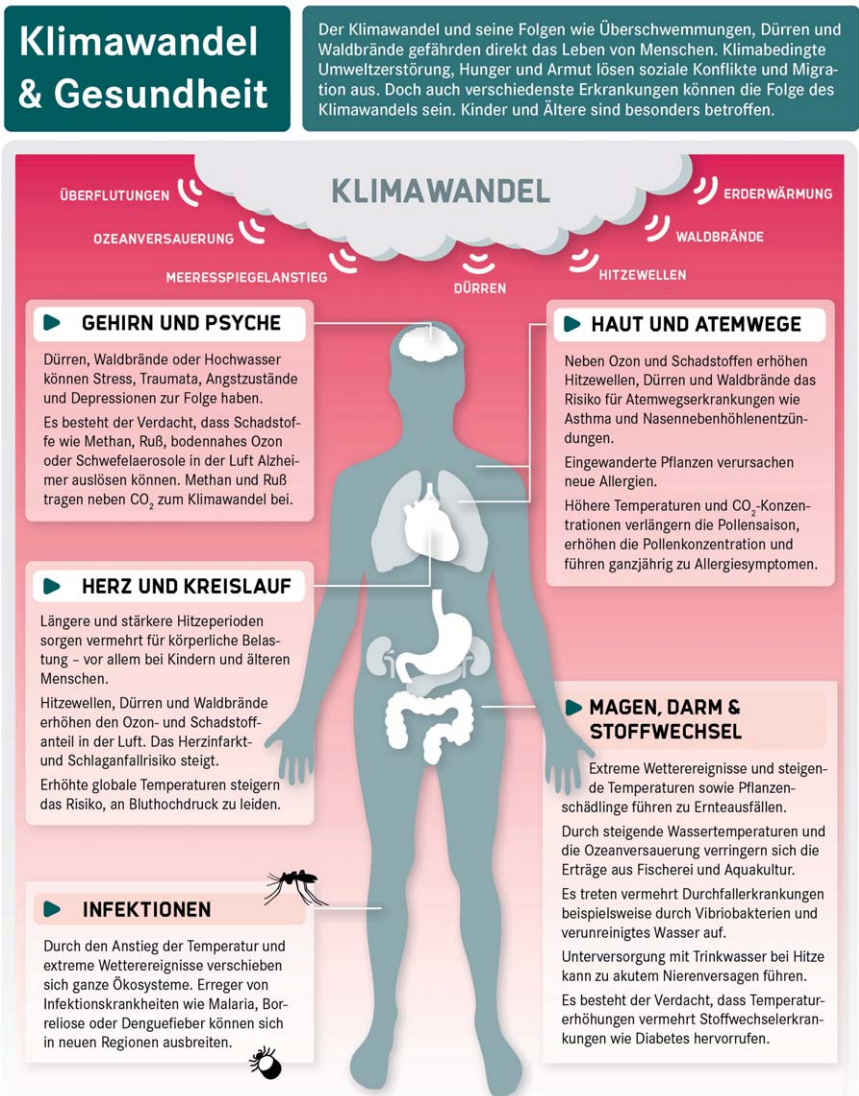 Klimawandel
& Gesundheit
Der Klimawandel und seine Folgen wie Überschwemmungen, Dürren und
Waldbrände gefährden direkt das Leben von Menschen. Klimabedingte
Umweltzerstörung, Hunger und Armut lösen soziale Konflikte und Migra-
tion aus. Doch auch verschiedenste Erkrankungen können die Folge des
Klimawandels sein. Kinder und Ältere sind besonders betroffen.
KLIMAWANDEL
ÜBERFLUTUNGEN
OZEANVERSAUERUNG
MEERESSPIEGELANSTIEG
DÜRREN
HITZEWELLEN
WALDBRÄNDE
ERDERWÄRMUNG
GEHIRN UND PSYCHE
Dürren, Waldbrände oder Hochwasser
können Stress, Traumata, Angstzustände
und Depressionen zur Folge haben.
Es besteht der Verdacht, dass Schadstof-
fe wie Methan, Ruß, bodennahes Ozon
oder Schwefelaerosole in der Luft Alzhei-
mer auslösen können. Methan und Ruß
tragen neben CO₂ zum Klimawandel bei.
HERZ UND KREISLAUF
Längere und stärkere Hitzeperioden
sorgen vermehrt für körperliche Belas-
tung – vor allem bei Kindern und älteren
Menschen.
Hitzewellen, Dürren und Waldbrände
erhöhen den Ozon- und Schadstoff-
anteil in der Luft. Das Herzinfarkt-
und Schlaganfallrisiko steigt.
Erhöhte globale Temperaturen steigern
das Risiko, an Bluthochdruck zu leiden.
INFEKTIONEN
Durch den Anstieg der Temperatur und
extreme Wetterereignisse verschieben
sich ganze Ökosysteme. Erreger von
Infektionskrankheiten wie Malaria, Bor-
reliose oder Denguefieber können sich
in neuen Regionen ausbreiten.
HAUT UND ATEMWEGE
Neben Ozon und Schadstoffen erhöhen
Hitzewellen, Dürren und Waldbrände das
Risiko für Atemwegserkrankungen wie
Asthma und Nasennebenhöhlenentzün-
dungen.
Eingewanderte Pflanzen verursachen
neue Allergien.
Höhere Temperaturen und CO₂-Konzen-
trationen verlängern die Pollensaison,
erhöhen die Pollenkonzentration und
führen ganzjährig zu Allergiesymptomen.
MAGEN, DARM &
STOFFWECHSEL
Extreme Wetterereignisse und steigen-
de Temperaturen sowie Pflanzen-
schädlinge führen zu Ernteausfällen.
Durch steigende Wassertemperaturen und
die Ozeanversauerung verringern sich die
Erträge aus Fischerei und Aquakultur.
Es treten vermehrt Durchfallerkrankungen
beispielsweise durch Vibriobakterien und
verunreinigtes Wasser auf.
Unterversorgung mit Trinkwasser bei Hitze
kann zu akutem Nierenversagen führen.
Es besteht der Verdacht, dass Temperatur-
erhöhungen vermehrt Stoffwechselerkran-
kungen wie Diabetes hervorrufen.